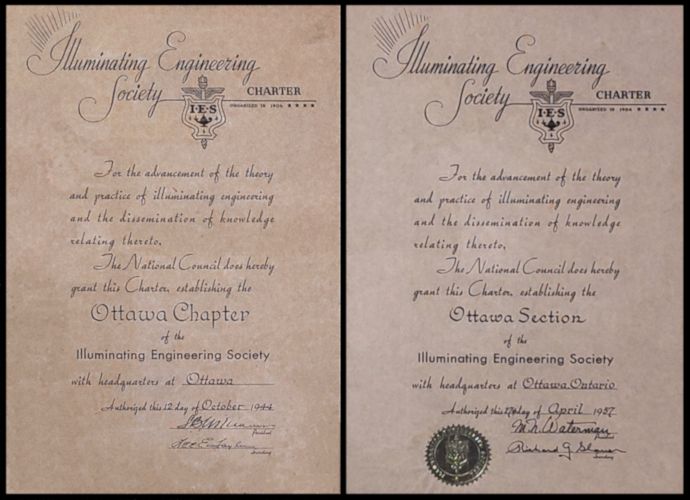 Illuminating Engineering
Society
CHARTER
I·E·S
ORGANIZED IN 1906
For the advancement of the theory
and practice of illuminating engineering
and the dissemination of knowledge
relating thereto,
The National Council does hereby
grant this Charter, establishing the
Ottawa Chapter
of the
Illuminating Engineering Society
with headquarters at Ottawa
Authorized this 12 day of October 1944
President
Secretary
Illuminating Engineering
Society
CHARTER
I·E·S
ORGANIZED IN 1906
For the advancement of the theory
and practice of illuminating engineering
and the dissemination of knowledge
relating thereto,
The National Council does hereby
grant this Charter, establishing the
Ottawa Section
of the
Illuminating Engineering Society
with headquarters at Ottawa Ontario
Authorized this day of April 1957
M.N. Waterman
President
Richard G. Slauer
Secretary